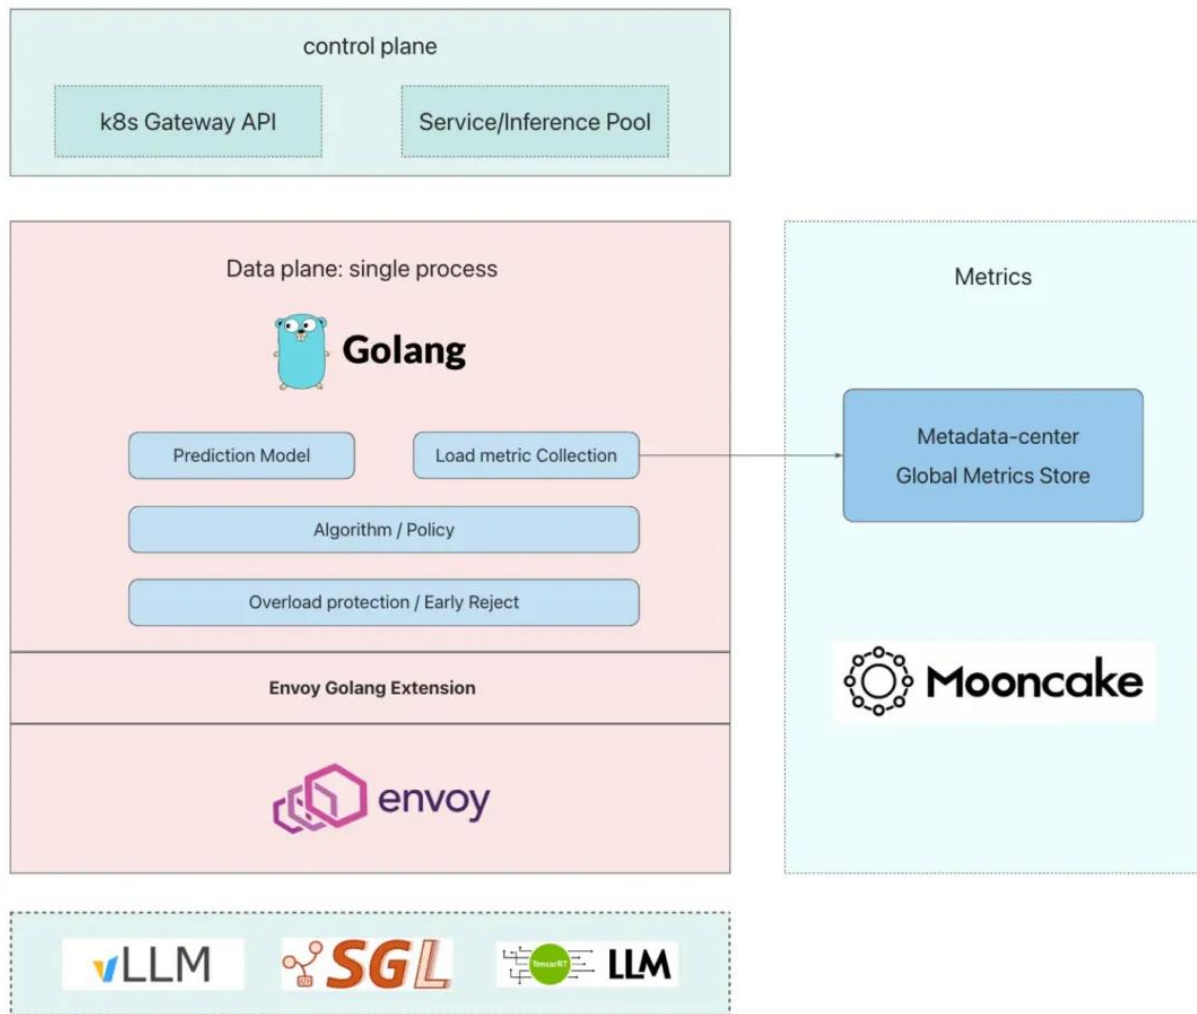 control plane
k8s Gateway API
Service/Inference Pool
Data plane: single process
Golang
Prediction Model
Load metric Collection
Algorithm / Policy
Overload protection / Early Reject
Envoy Golang Extension
envoy
Metrics
Metadata-center
Global Metrics Store
Mooncake
vLLM
SGL
TensorRT
LLM